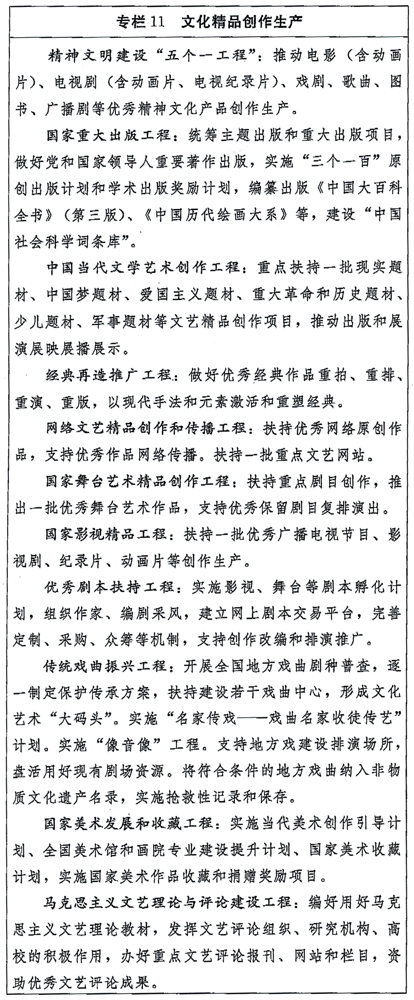 专栏11 文化精品创作生产
精神文明建设“五个一工程”：推动电影（含动画
片）、电视剧（含动画片、电视纪录片）、戏剧、歌曲、图
书、广播剧等优秀精神文化产品创作生产。
国家重大出版工程：统筹主题出版和重大出版项目，
做好党和国家领导人重要著作出版，实施“三个一百”原
创出版计划和学术出版奖励计划，编纂出版《中国大百科
全书》（第三版）、《中国历代绘画大系》等，建设“中国
社会科学词条库”。
中国当代文学艺术创作工程：重点扶持一批现实题
材、中国梦题材、爱国主义题材、重大革命和历史题材、
少儿题材、军事题材等文艺精品创作项目，推动出版和展
演展映展播展示。
经典再造推广工程：做好优秀经典作品重拍、重排、
重演、重版，以现代手法和元素激活和重塑经典。
网络文艺精品创作和传播工程：扶持优秀网络原创作
品，支持优秀作品网络传播。扶持一批重点文艺网站。
国家舞台艺术精品创作工程：扶持重点剧目创作，推
出一批优秀舞台艺术作品，支持优秀保留剧目复排演出。
国家影视精品工程：扶持一批优秀广播电视节目、影
视剧、纪录片、动画片等创作生产。
优秀剧本扶持工程：实施影视、舞台等剧本孵化计
划，组织作家、编剧采风，建立网上剧本交易平台，完善
定制、采购、众筹等机制，支持创作改编和排演推广。
传统戏曲振兴工程：开展全国地方戏曲剧种普查，逐
一制定保护传承方案，扶持建设若干戏曲中心，形成文化
艺术“大码头”。实施“名家传戏——戏曲名家收徒传艺”
计划。实施“像音像”工程。支持地方戏建设排演场所，
盘活用好现有剧场资源。将符合条件的地方戏曲纳入非物
质文化遗产名录，实施抢救性记录和保存。
国家美术发展和收藏工程：实施当代美术创作引导计
划、全国美术馆和画院专业建设提升计划、国家美术收藏
计划，实施国家美术作品收藏和捐赠奖励项目。
马克思主义文艺理论与评论建设工程：编好用好马克
思主义文艺理论教材，发挥文艺评论组织、研究机构、高
校的积极作用，办好重点文艺评论报刊、网站和栏目，资
助优秀文艺评论成果。